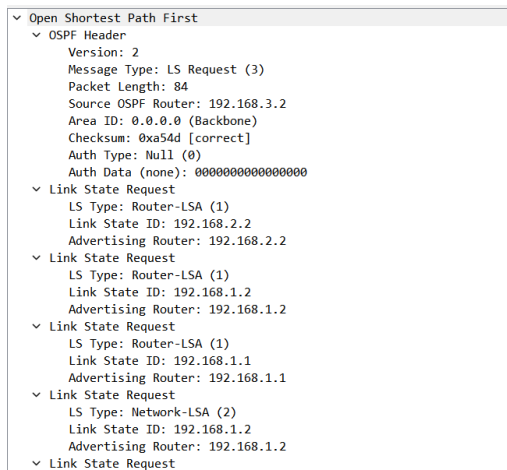 Open Shortest Path First
OSPF Header
Version: 2
Message Type: LS Request (3)
Packet Length: 84
Source OSPF Router: 192.168.3.2
Area ID: 0.0.0.0 (Backbone)
Checksum: 0xa54d [correct]
Auth Type: Null (0)
Auth Data (none): 0000000000000000
Link State Request
LS Type: Router-LSA (1)
Link State ID: 192.168.2.2
Advertising Router: 192.168.2.2
Link State Request
LS Type: Router-LSA (1)
Link State ID: 192.168.1.2
Advertising Router: 192.168.1.2
Link State Request
LS Type: Router-LSA (1)
Link State ID: 192.168.1.1
Advertising Router: 192.168.1.1
Link State Request
LS Type: Network-LSA (2)
Link State ID: 192.168.1.2
Advertising Router: 192.168.1.2
Link State Request